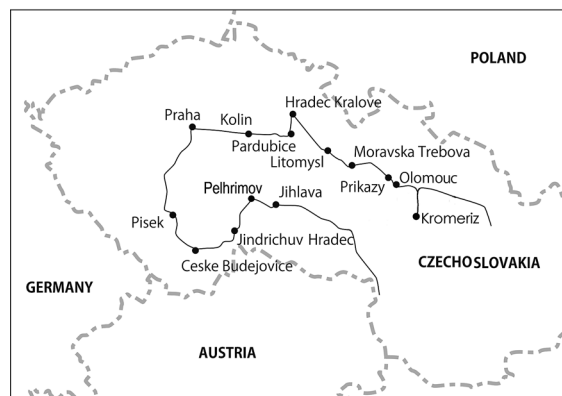 POLAND
Hradec Kralove
Praha
Kolin
Pardubice
Litomysl
Moravska Trebova
Prikazy
Olomouc
Pelhrimov
Jihlava
Pisek
Kromeriz
Jindrichuv Hradec
Ceske Budejovice
CZECHOSLOVAKIA
GERMANY
AUSTRIA